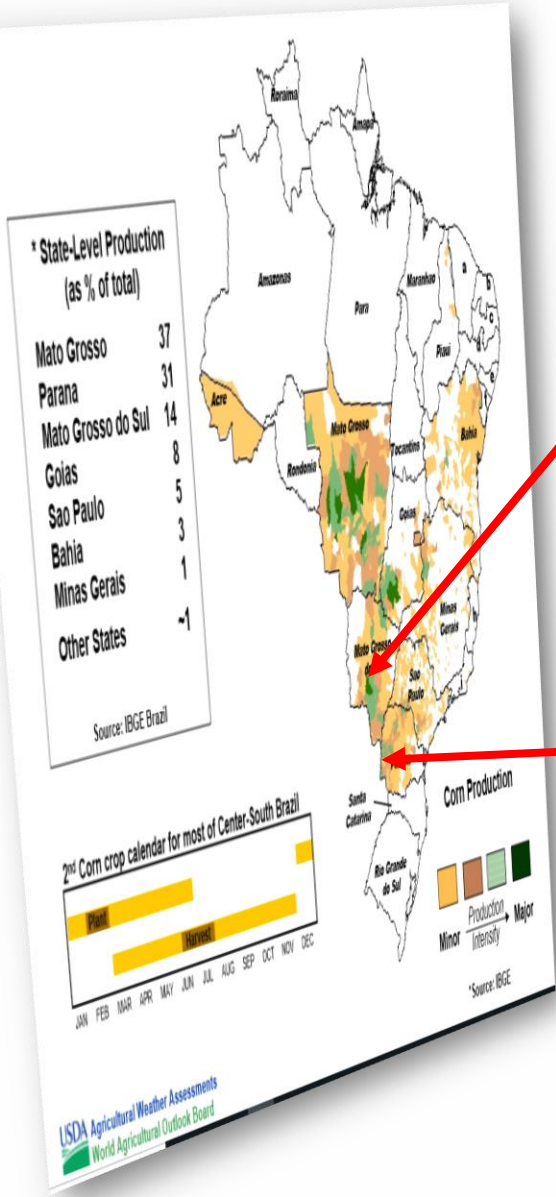 * State-Level Production
(as % of total)
Mato Grosso 37
Parana 31
Mato Grosso do Sul 14
Goias 8
Sao Paulo 5
Bahia 3
Minas Gerais 1
Other States ~1
Source: IBGE Brazil
Roraima
Amapa
Amazonas
Para
Maranhao
a
b
c
Piaui
d
e
Acre
Rondonia
Mato Grosso
Tocantins
Bahia
Goias
Minas
Gerais
Mato Grosso
do
Sao
Paulo
Santa
Catarina
Rio Grande
do Sul
Corn Production
Minor
Production
Intensity
Major
*Source: IBGE
2nd Corn crop calendar for most of Center-South Brazil
Plant
Harvest
JAN FEB MAR APR MAY JUN JUL AUG SEP OCT NOV DEC
USDA Agricultural Weather Assessments
World Agricultural Outlook Board